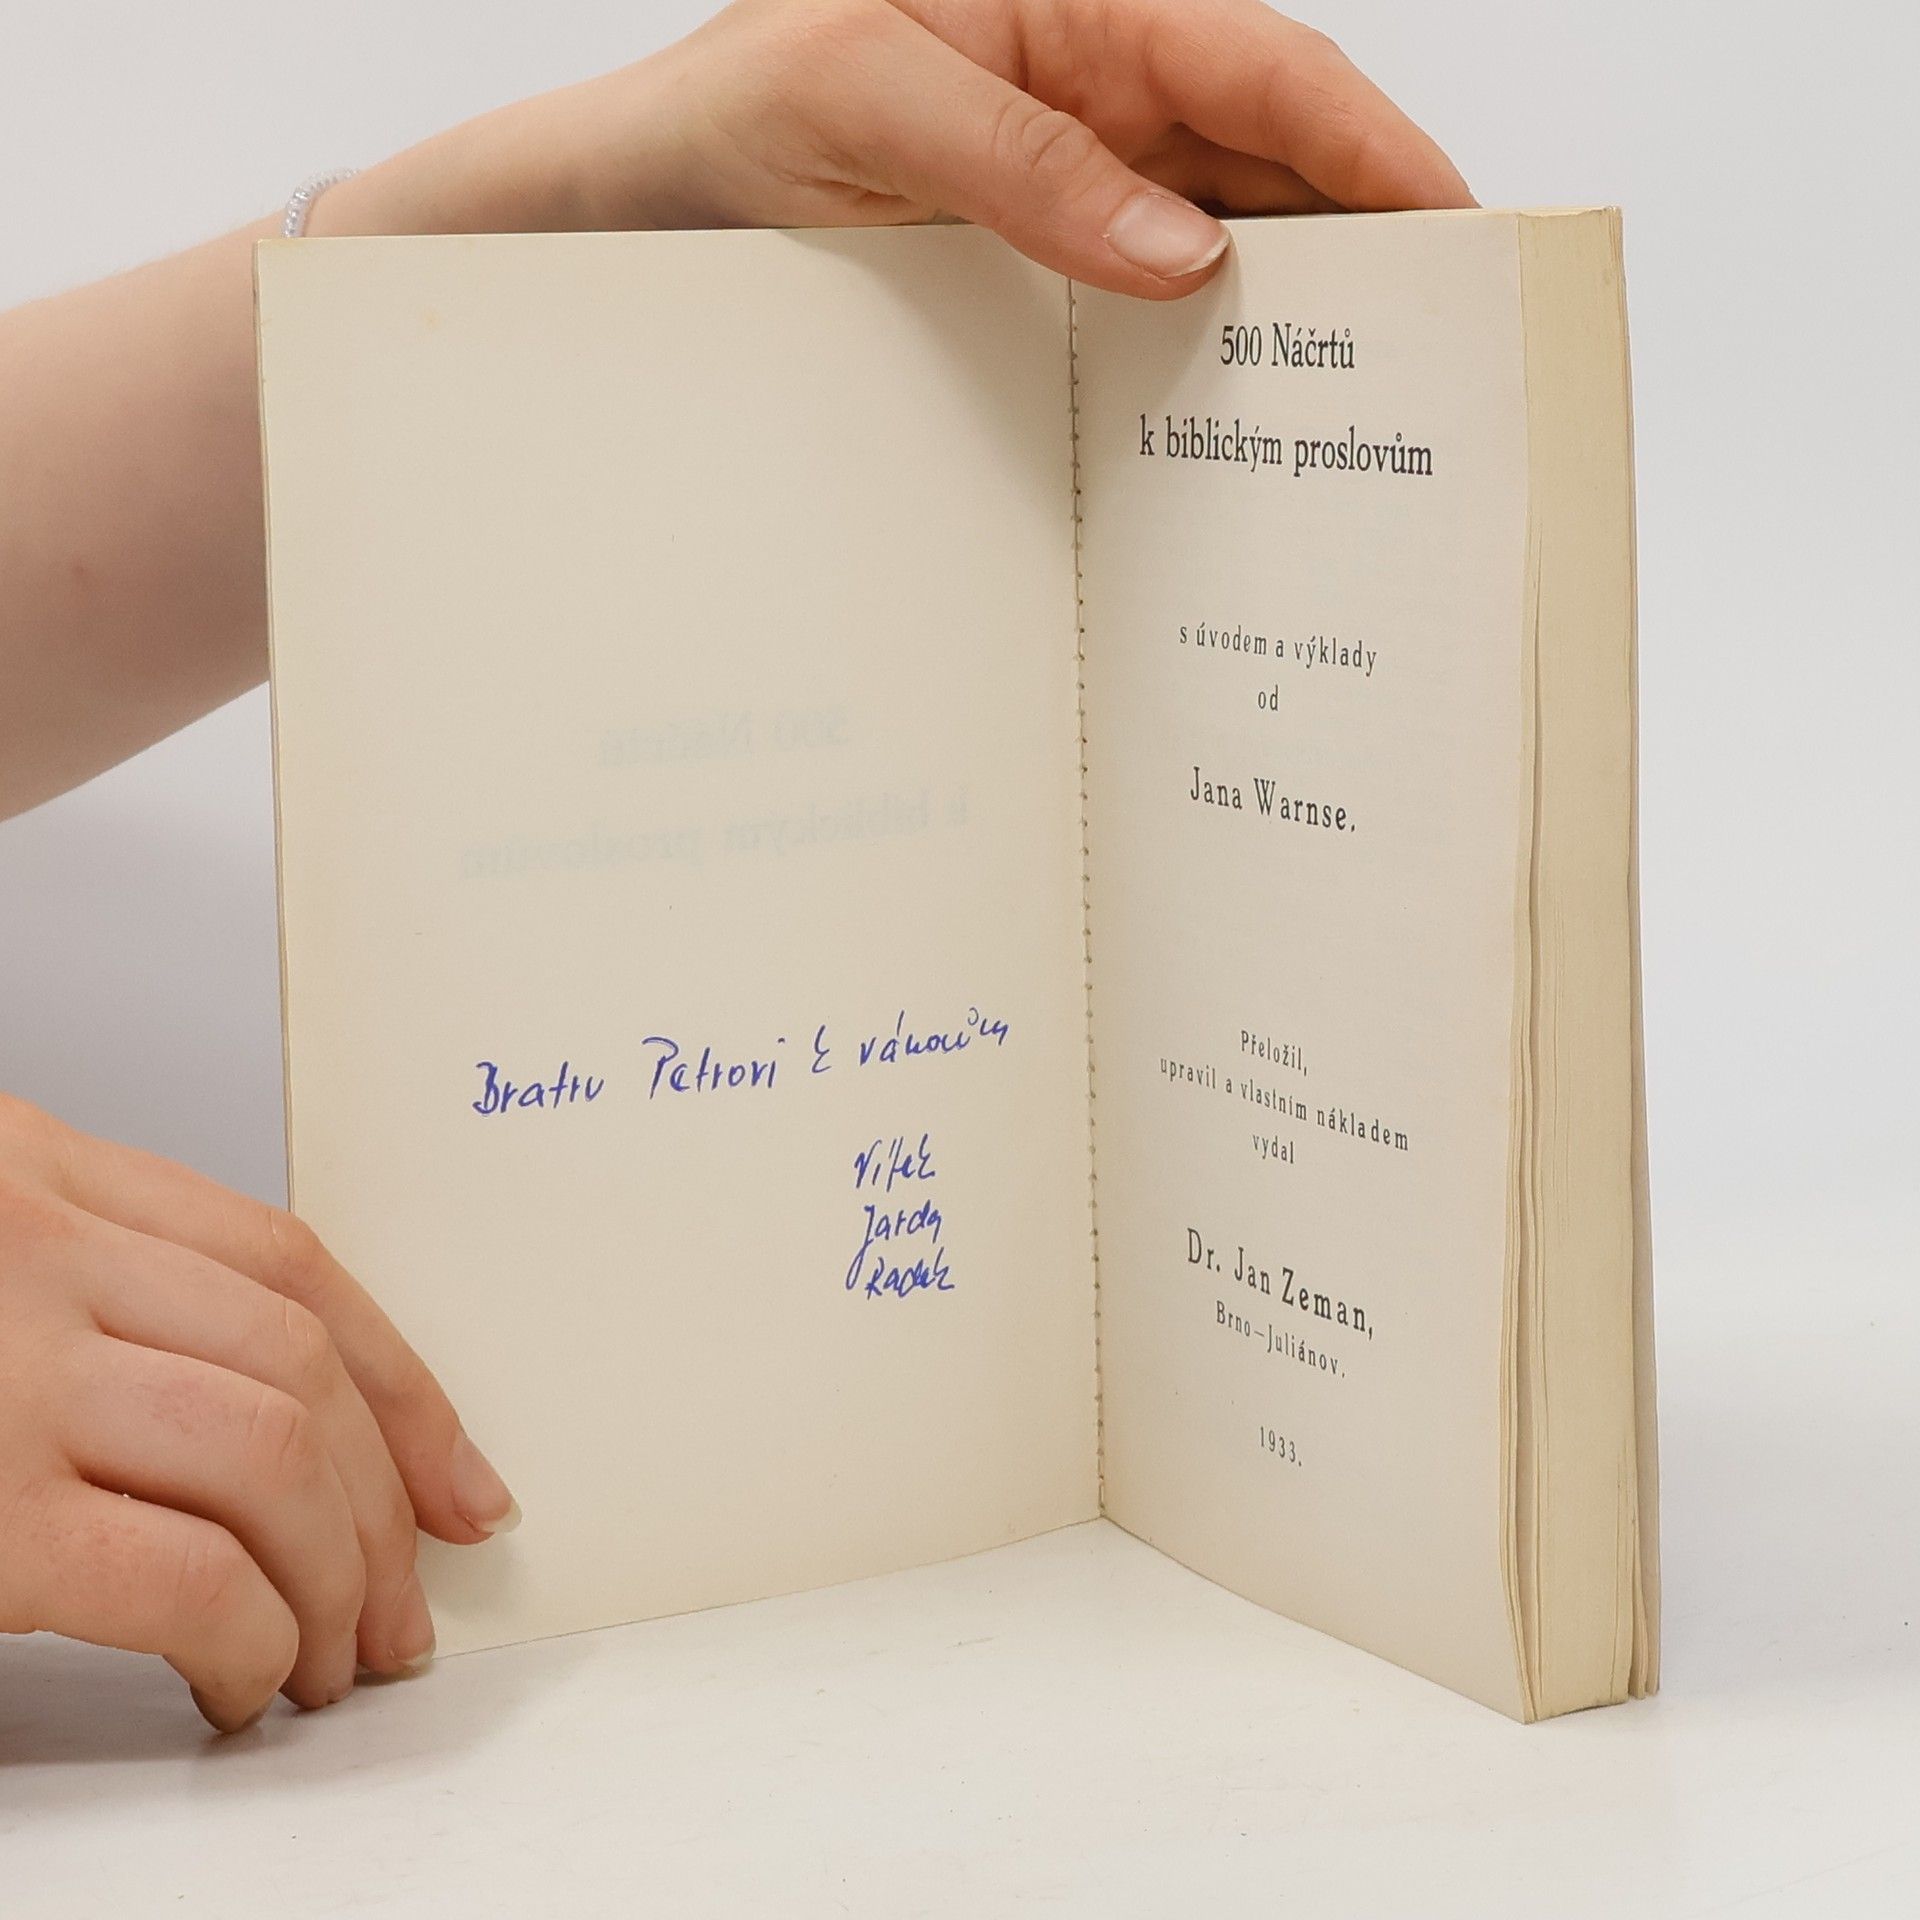 Bratru Petrovi k vánocům
Vítek
Jarda
Radek
500 Náčrtů
k biblickým proslovům
s úvodem a výklady
od
Jana Warnse.
Přeložil,
upravil a vlastním nákladem
vydal
Dr. Jan Zeman,
Brno–Juliánov.
1933.